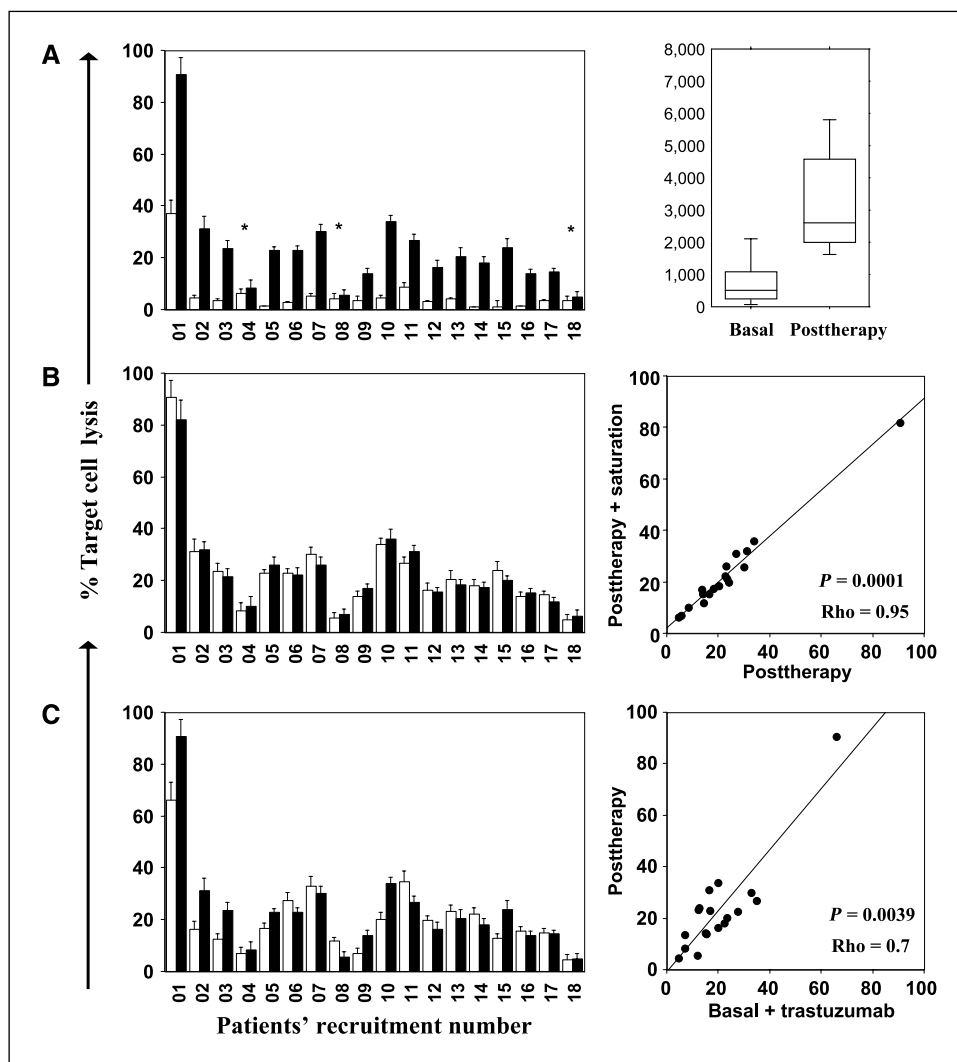 A
100
80
60
40
20
0
* * *
01 02 03 04 05 06 07 08 09 10 11 12 13 14 15 16 17 18
8,000
7,000
6,000
5,000
4,000
3,000
2,000
1,000
0
Basal Posttherapy
% Target cell lysis
B
100
80
60
40
20
0
01 02 03 04 05 06 07 08 09 10 11 12 13 14 15 16 17 18
Posttherapy + saturation
100
80
60
40
20
0
P = 0.0001
Rho = 0.95
0 20 40 60 80 100
Posttherapy
C
100
80
60
40
20
0
01 02 03 04 05 06 07 08 09 10 11 12 13 14 15 16 17 18
Patients' recruitment number
Posttherapy
100
80
60
40
20
0
P = 0.0039
Rho = 0.7
0 20 40 60 80 100
Basal + trastuzumab